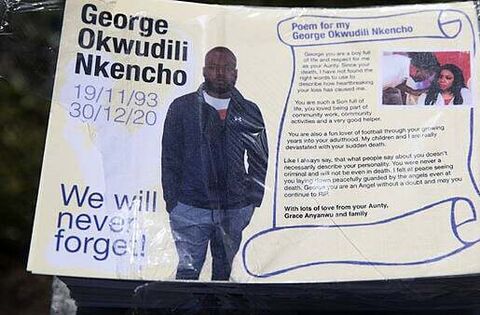 George
Okwudili
Nkencho
19/11/93
30/12/20
We will
never
forget!
Poem for my
George Okwudili Nkencho
George you are a boy full
of life and respect for me
as your Aunty. Since your
death, I have not found the
right words to use to
describe how heartbreaking
your loss has caused me.
You are such a Son full of
life, you loved being part of
community work, community
activities and a very good helper.
You are also a fun lover of football through your growing
years into your adulthood. My children and I are really
devastated with your sudden death.
Like I always say, that what people say about you doesn't
necessarily describe your personality. You were never a
criminal and will not be even in death. I felt at peace seeing
you laying down peacefully guarded by the angels even at
death. George you are an Angel without a doubt and may you
continue to RIP.
With lots of love from your Aunty,
Grace Anyanwu and family